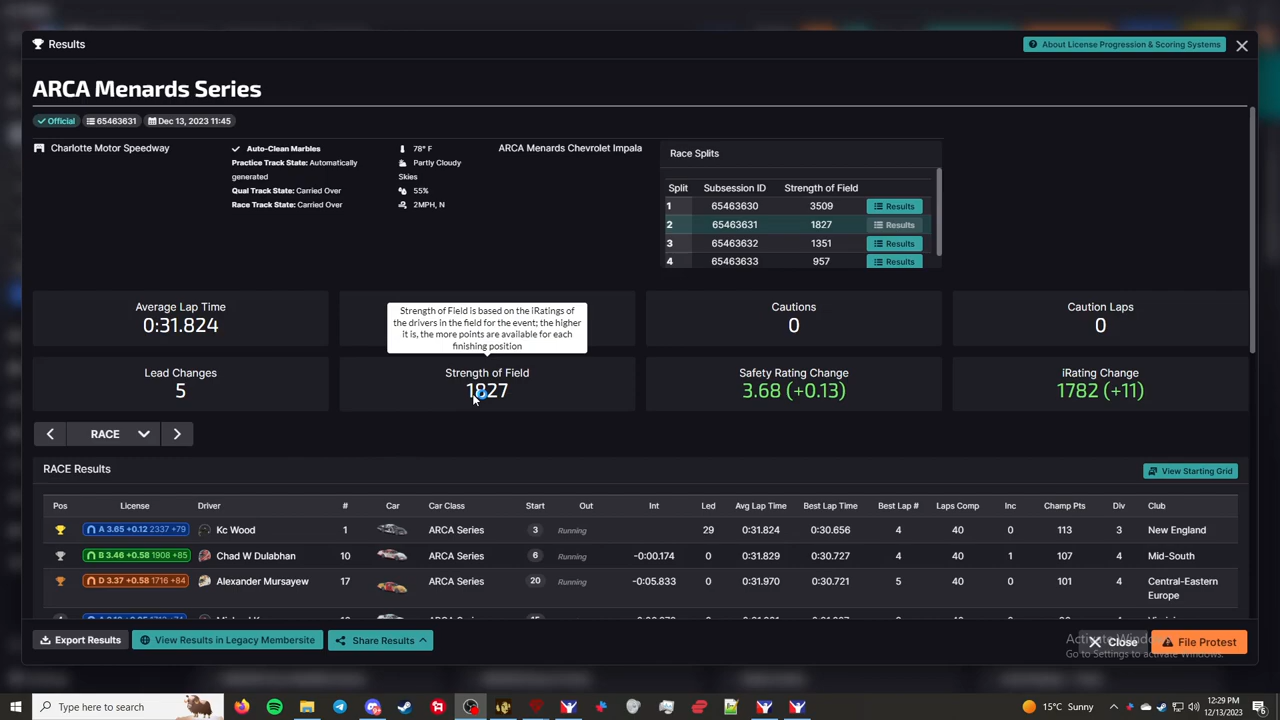 Results
About License Progression & Scoring Systems
ARCA Menards Series
Official 65463631 Dec 13, 2023 11:45
Charlotte Motor Speedway
Auto-Clean Marbles
Practice Track State: Automatically
generated
Qual Track State: Carried Over
Race Track State: Carried Over
78° F
Partly Cloudy
Skies
55%
2MPH, N
ARCA Menards Chevrolet Impala
Race Splits
Split Subsession ID Strength of Field
1 65463630 3509 Results
2 65463631 1827 Results
3 65463632 1351 Results
4 65463633 957 Results
Average Lap Time
0:31.824
Strength of Field is based on the iRatings of
the drivers in the field for the event; the higher
it is, the more points are available for each
finishing position
Cautions
0
Caution Laps
0
Lead Changes
5
Strength of Field
1827
Safety Rating Change
3.68 (+0.13)
iRating Change
1782 (+11)
RACE
RACE Results
View Starting Grid
Pos License Driver # Car Car Class Start Out Int Led Avg Lap Time Best Lap Time Best Lap # Laps Comp Inc Champ Pts Div Club
A 3.65 +0.12 2337 +79 Kc Wood 1 ARCA Series 3 Running 29 0:31.824 0:30.656 4 40 0 113 3 New England
B 3.46 +0.58 1908 +85 Chad W Dulabhan 10 ARCA Series 6 Running -0:00.174 0 0:31.829 0:30.727 4 40 1 107 4 Mid-South
D 3.37 +0.58 1716 +84 Alexander Mursayew 17 ARCA Series 20 Running -0:05.833 0 0:31.970 0:30.721 5 40 0 101 4 Central-Eastern
Europe
Export Results
View Results in Legacy Membersite
Share Results
Close
File Protest
Activate Windows
Go to Settings to activate Windows.
Type here to search
15°C Sunny
12:29 PM
12/13/2023
6